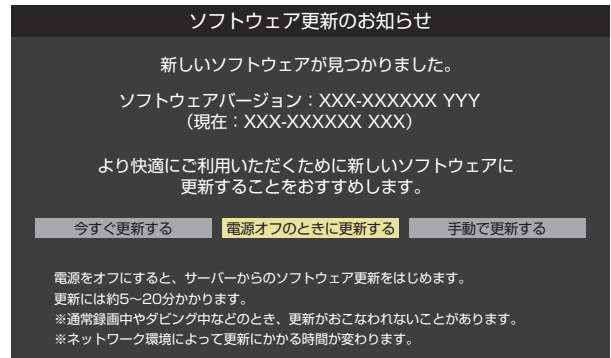 ソフトウェア更新のお知らせ
新しいソフトウェアが見つかりました。
ソフトウェアバージョン：XXX-XXXXXX YYY
（現在：XXX-XXXXXX XXX）
より快適にご利用いただくために新しいソフトウェアに
更新することをおすすめします。
今すぐ更新する 電源オフのときに更新する 手動で更新する
電源をオフにすると、サーバーからのソフトウェア更新をはじめます。
更新には約5～20分かかります。
※通常録画中やダビング中などのとき、更新がおこなわれないことがあります。
※ネットワーク環境によって更新にかかる時間が変わります。